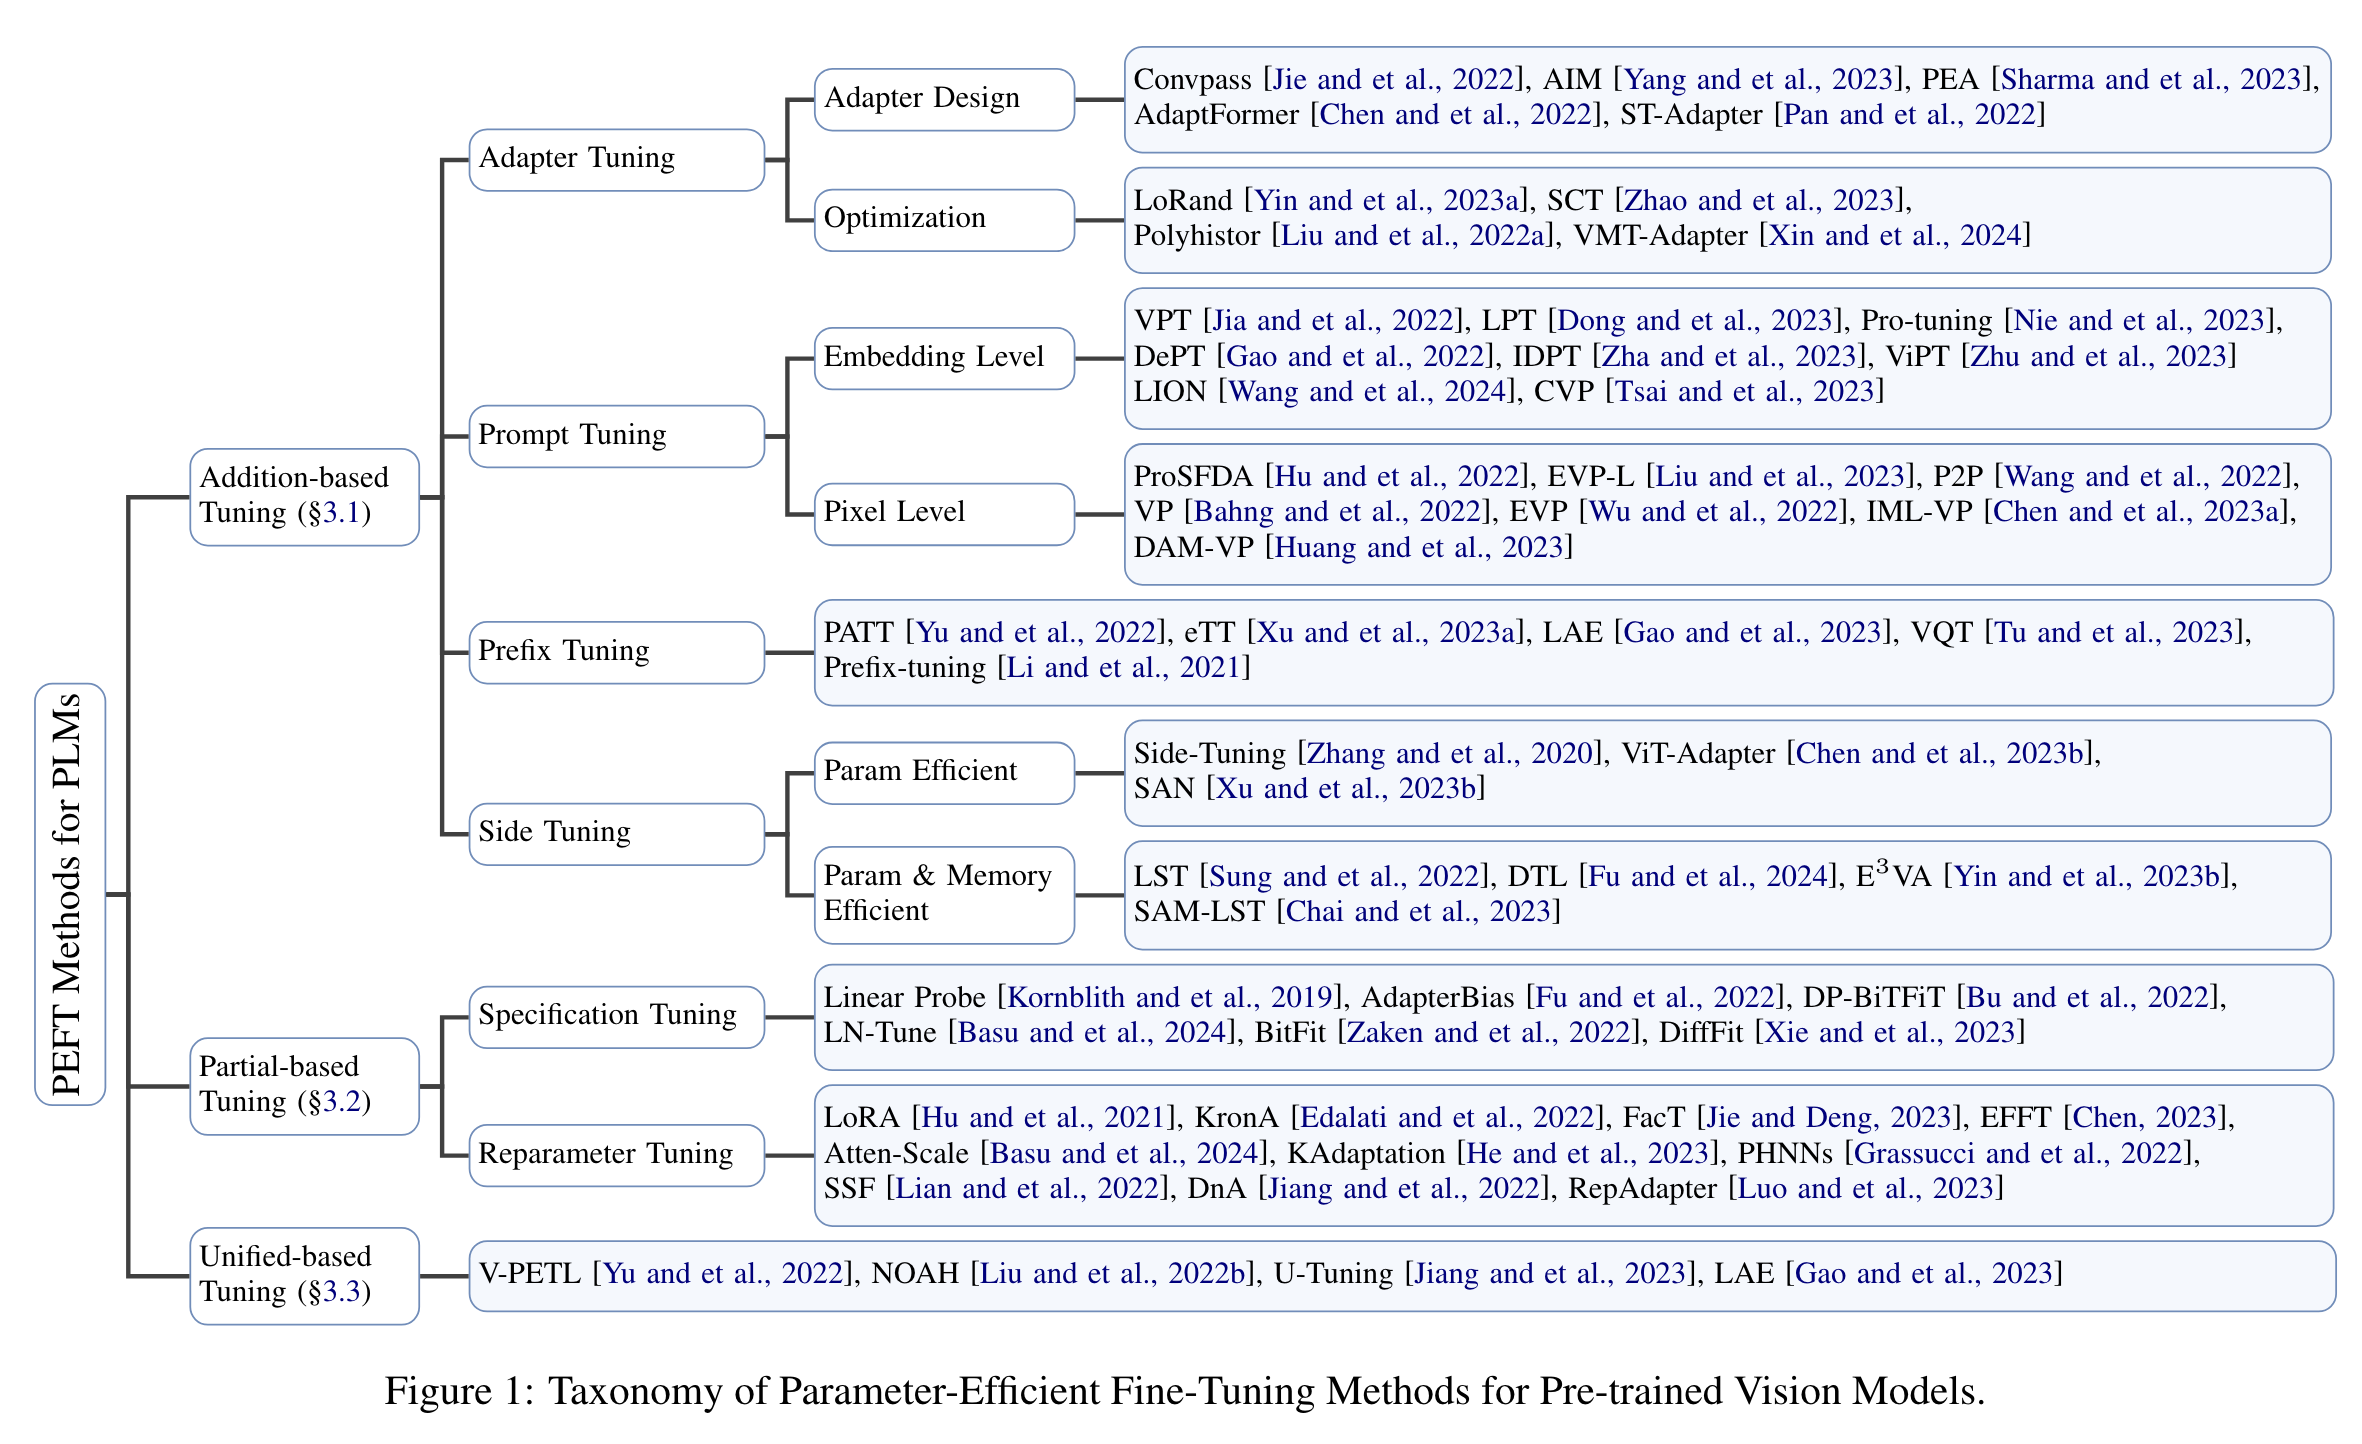 PEFT Methods for PLMs
Addition-based
Tuning (§3.1)
Adapter Tuning
Adapter Design
Convpass [Jie and et al., 2022], AIM [Yang and et al., 2023], PEA [Sharma and et al., 2023],
AdaptFormer [Chen and et al., 2022], ST-Adapter [Pan and et al., 2022]
Optimization
LoRand [Yin and et al., 2023a], SCT [Zhao and et al., 2023],
Polyhistor [Liu and et al., 2022a], VMT-Adapter [Xin and et al., 2024]
Prompt Tuning
Embedding Level
VPT [Jia and et al., 2022], LPT [Dong and et al., 2023], Pro-tuning [Nie and et al., 2023],
DePT [Gao and et al., 2022], IDPT [Zha and et al., 2023], ViPT [Zhu and et al., 2023]
LION [Wang and et al., 2024], CVP [Tsai and et al., 2023]
Pixel Level
ProSFDA [Hu and et al., 2022], EVP-L [Liu and et al., 2023], P2P [Wang and et al., 2022],
VP [Bahng and et al., 2022], EVP [Wu and et al., 2022], IML-VP [Chen and et al., 2023a],
DAM-VP [Huang and et al., 2023]
Prefix Tuning
PATT [Yu and et al., 2022], eTT [Xu and et al., 2023a], LAE [Gao and et al., 2023], VQT [Tu and et al., 2023],
Prefix-tuning [Li and et al., 2021]
Side Tuning
Param Efficient
Side-Tuning [Zhang and et al., 2020], ViT-Adapter [Chen and et al., 2023b],
SAN [Xu and et al., 2023b]
Param & Memory
Efficient
LST [Sung and et al., 2022], DTL [Fu and et al., 2024], E³VA [Yin and et al., 2023b],
SAM-LST [Chai and et al., 2023]
Partial-based
Tuning (§3.2)
Specification Tuning
Linear Probe [Kornblith and et al., 2019], AdapterBias [Fu and et al., 2022], DP-BiTFiT [Bu and et al., 2022],
LN-Tune [Basu and et al., 2024], BitFit [Zaken and et al., 2022], DiffFit [Xie and et al., 2023]
Reparameter Tuning
LoRA [Hu and et al., 2021], KronA [Edalati and et al., 2022], FacT [Jie and Deng, 2023], EFFT [Chen, 2023],
Atten-Scale [Basu and et al., 2024], KAdaptation [He and et al., 2023], PHNNs [Grassucci and et al., 2022],
SSF [Lian and et al., 2022], DnA [Jiang and et al., 2022], RepAdapter [Luo and et al., 2023]
Unified-based
Tuning (§3.3)
V-PETL [Yu and et al., 2022], NOAH [Liu and et al., 2022b], U-Tuning [Jiang and et al., 2023], LAE [Gao and et al., 2023]
Figure 1: Taxonomy of Parameter-Efficient Fine-Tuning Methods for Pre-trained Vision Models.